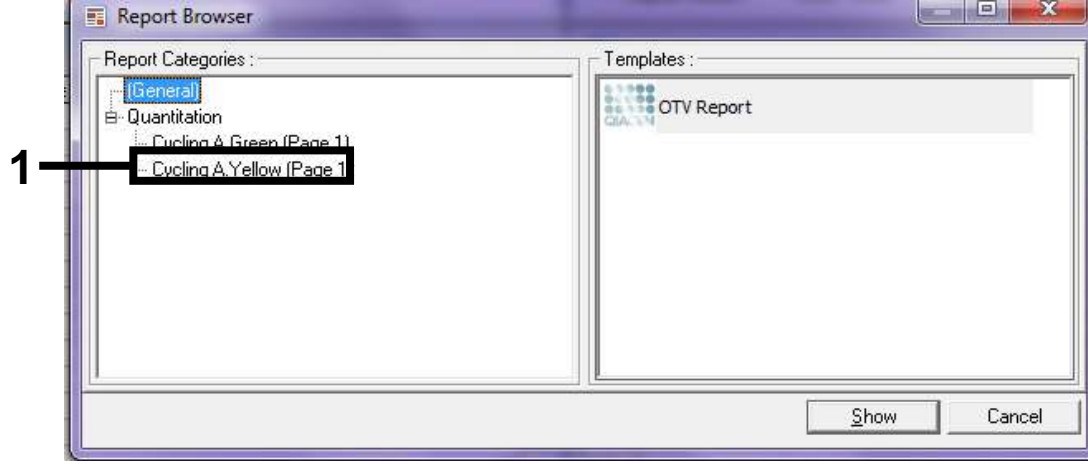 Report Browser
Report Categories :
(General)
Quantitation
Cycling A.Green (Page 1)
1
Cycling A.Yellow (Page 1
Templates :
QIAGEN
OTV Report
Show
Cancel